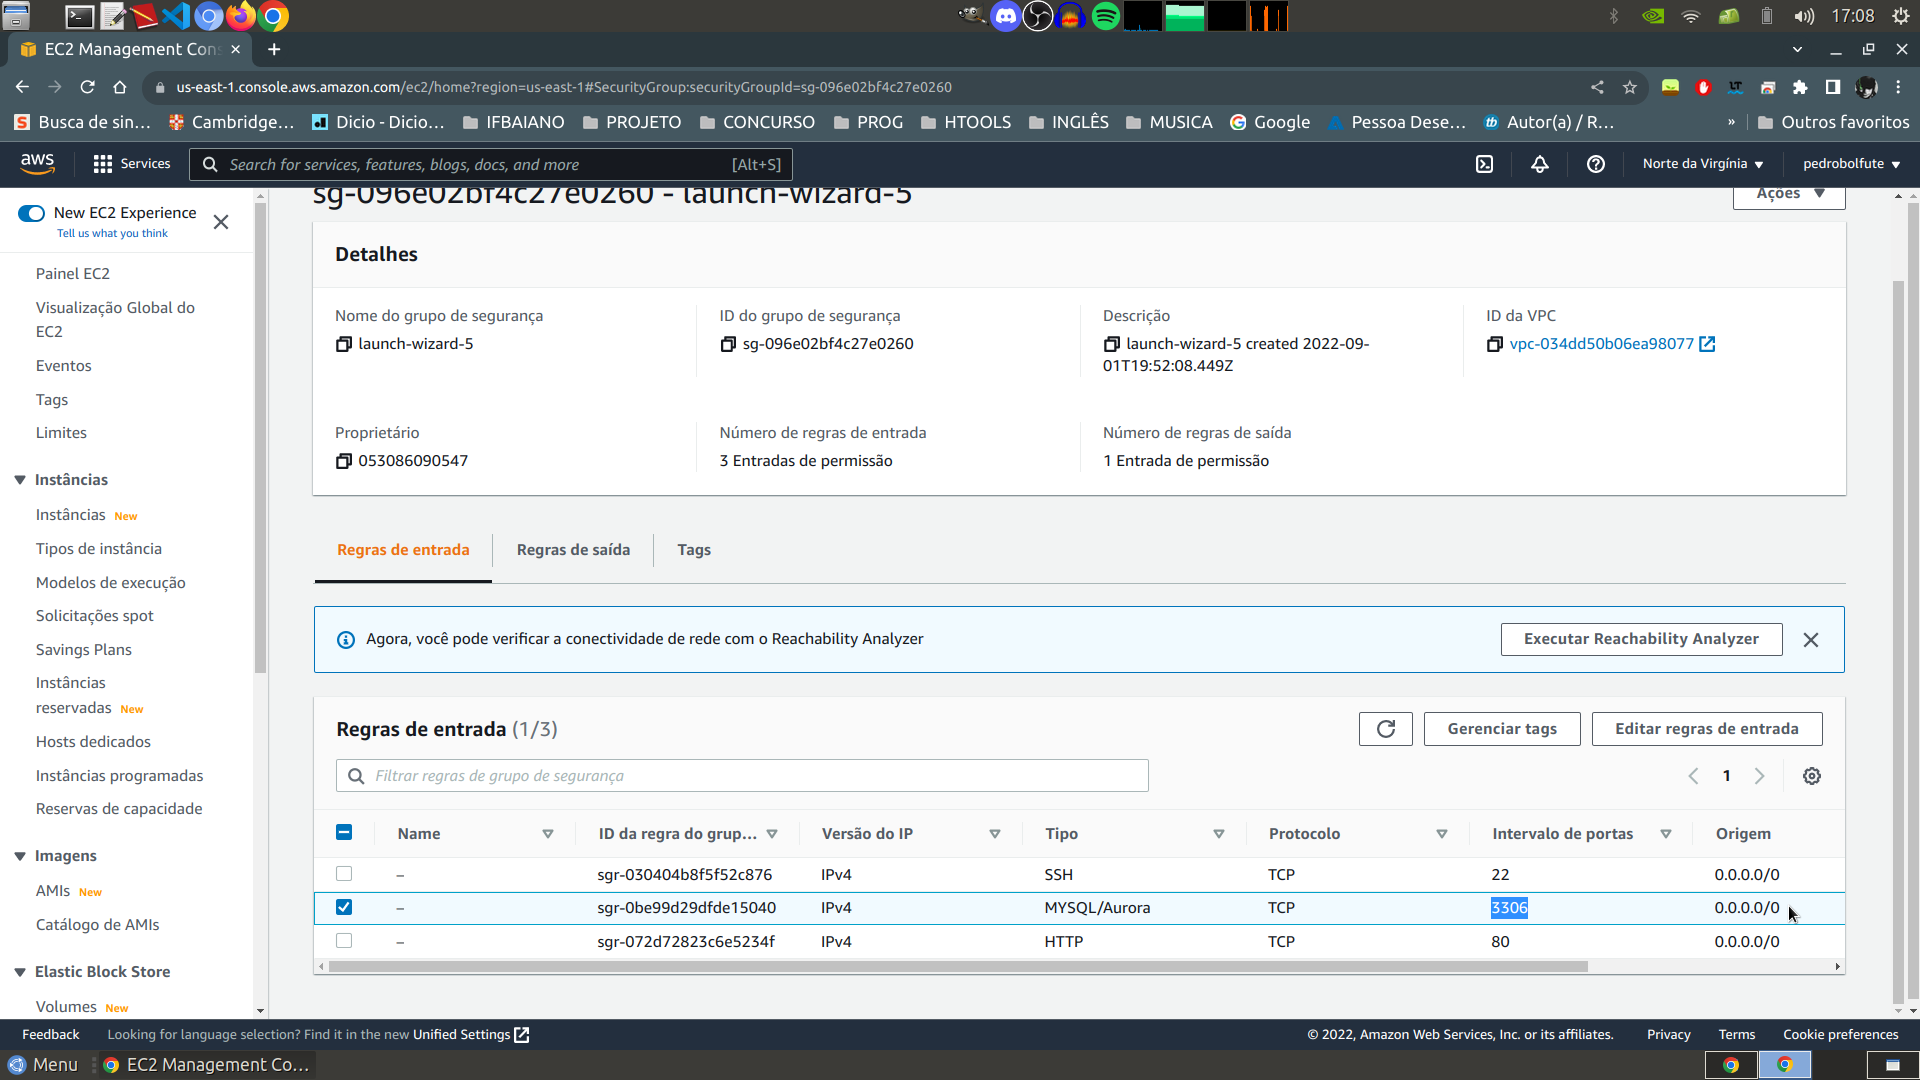 17:08
EC2 Management Cons
us-east-1.console.aws.amazon.com/ec2/home?region=us-east-1#SecurityGroup:securityGroupId=sg-096e02bf4c27e0260
Busca de sin... Cambridge... Dicio - Dicio... IFBAIANO PROJETO CONCURSO PROG HTOOLS INGLÊS MUSICA Google Pessoa Dese... Autor(a) / R... » Outros favoritos
aws Services Search for services, features, blogs, docs, and more [Alt+S] Norte da Virgínia pedrobolfute
sg-096e02bf4c27e0260 - launch-wizard-5
Ações
New EC2 Experience
Tell us what you think
Painel EC2
Visualização Global do
EC2
Eventos
Tags
Limites
Instâncias
Instâncias New
Tipos de instância
Modelos de execução
Solicitações spot
Savings Plans
Instâncias
reservadas New
Hosts dedicados
Instâncias programadas
Reservas de capacidade
Imagens
AMIs New
Catálogo de AMIs
Elastic Block Store
Volumes New
Detalhes
Nome do grupo de segurança
launch-wizard-5
ID do grupo de segurança
sg-096e02bf4c27e0260
Descrição
launch-wizard-5 created 2022-09-
01T19:52:08.449Z
ID da VPC
vpc-034dd50b06ea98077
Proprietário
053086090547
Número de regras de entrada
3 Entradas de permissão
Número de regras de saída
1 Entrada de permissão
Regras de entrada Regras de saída Tags
Agora, você pode verificar a conectividade de rede com o Reachability Analyzer
Executar Reachability Analyzer
Regras de entrada (1/3)
Gerenciar tags
Editar regras de entrada
Filtrar regras de grupo de segurança
1
Name ID da regra do grup... Versão do IP Tipo Protocolo Intervalo de portas Origem
– sgr-030404b8f5f52c876 IPv4 SSH TCP 22 0.0.0.0/0
– sgr-0be99d29dfde15040 IPv4 MYSQL/Aurora TCP 3306 0.0.0.0/0
– sgr-072d72823c6e5234f IPv4 HTTP TCP 80 0.0.0.0/0
Feedback Looking for language selection? Find it in the new Unified Settings © 2022, Amazon Web Services, Inc. or its affiliates. Privacy Terms Cookie preferences
Menu EC2 Management Co...